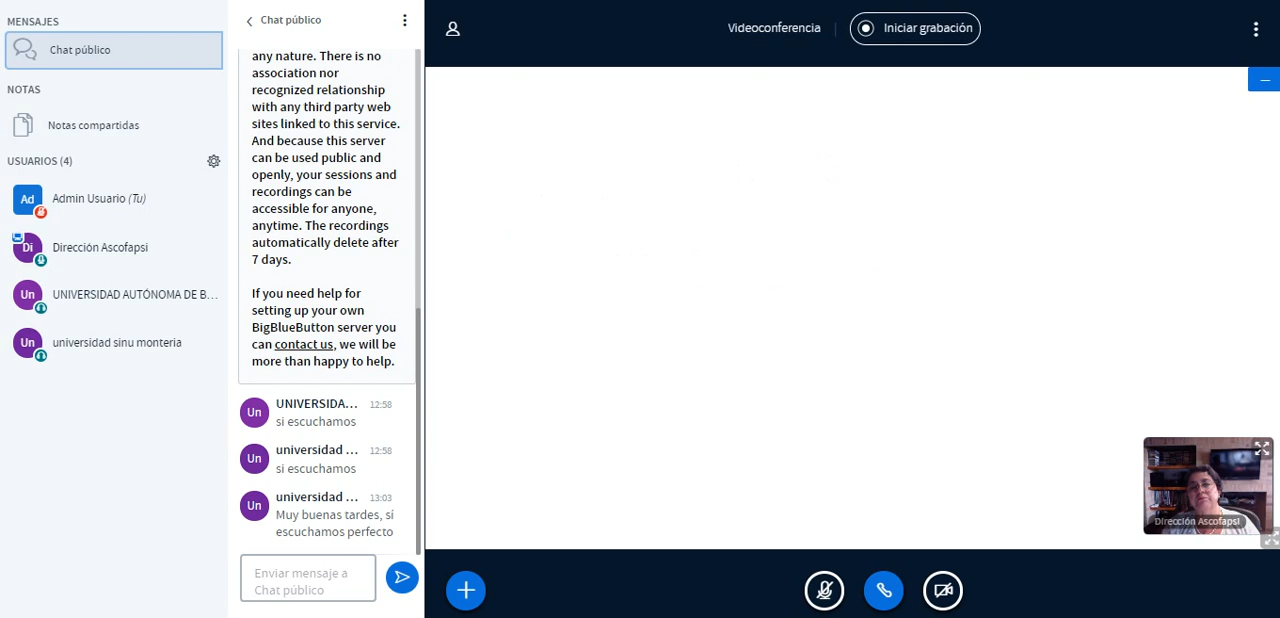 MENSAJES
Chat público
NOTAS
Notas compartidas
USUARIOS (4)
Ad
Admin Usuario (Tu)
Di
Dirección Ascofapsi
Un
UNIVERSIDAD AUTÓNOMA DE B...
Un
universidad sinu monteria
Chat público
any nature. There is no
association nor
recognized relationship
with any third party web
sites linked to this service.
And because this server
can be used public and
openly, your sessions and
recordings can be
accessible for anyone,
anytime. The recordings
automatically delete after
7 days.
If you need help for
setting up your own
BigBlueButton server you
can contact us, we will be
more than happy to help.
Un
UNIVERSIDA... 12:58
si escuchamos
Un
universidad ... 12:58
si escuchamos
Un
universidad ... 13:03
Muy buenas tardes, sí
escuchamos perfecto
Enviar mensaje a
Chat público
Videoconferencia
Iniciar grabación
Dirección Ascofapsi